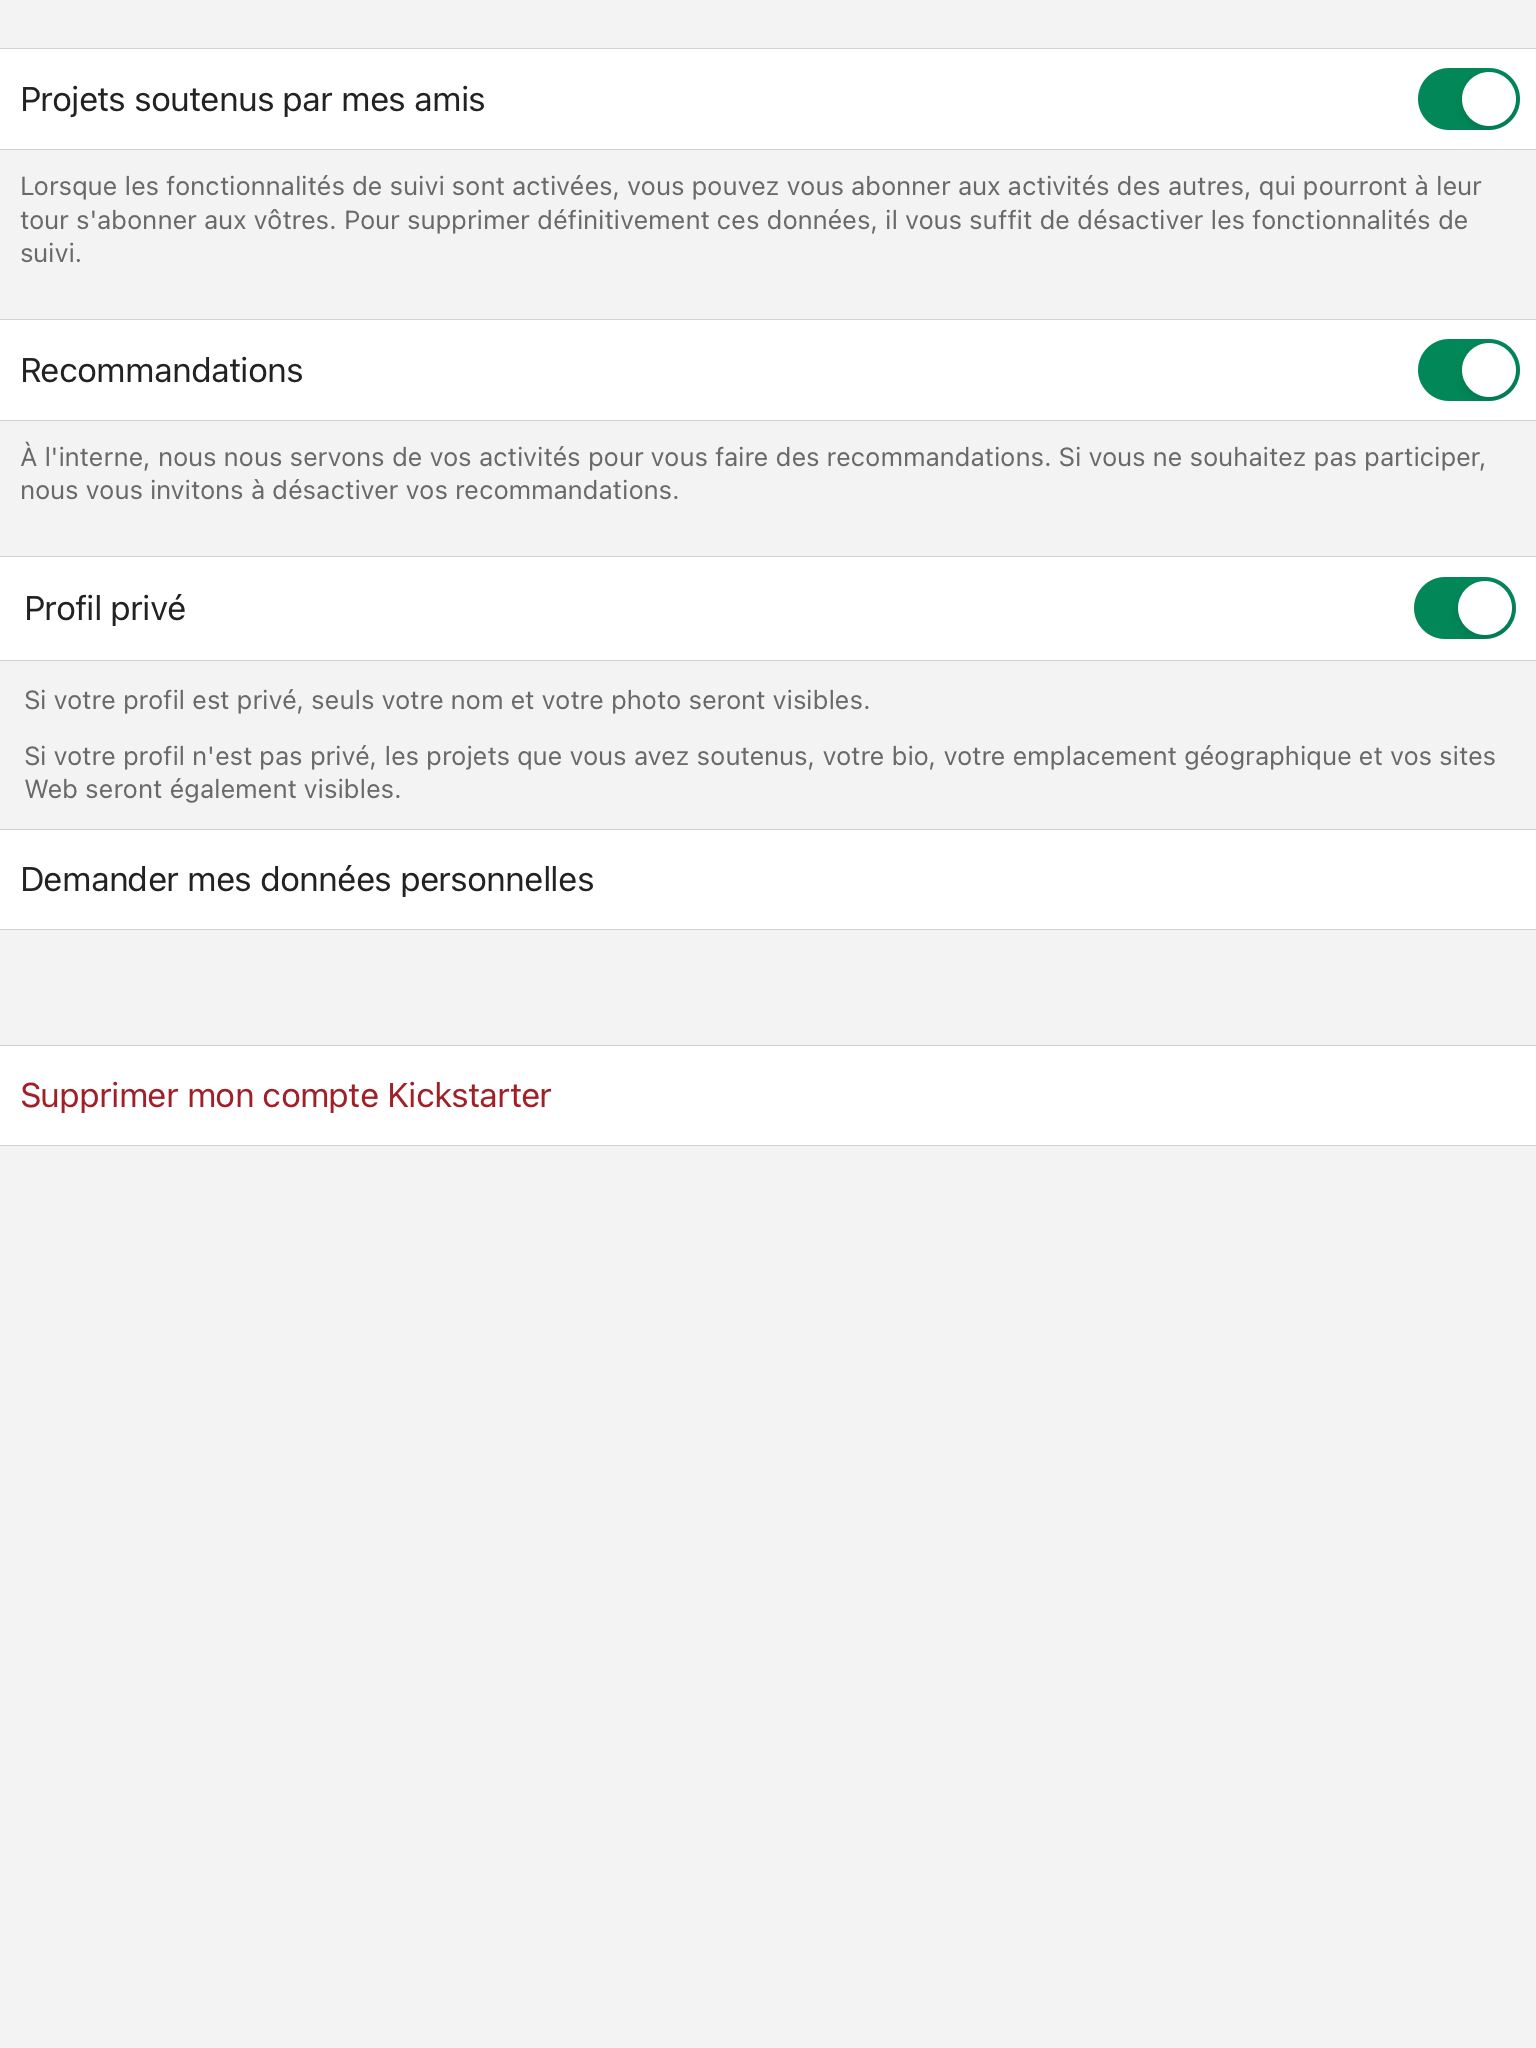 Projets soutenus par mes amis
Lorsque les fonctionnalités de suivi sont activées, vous pouvez vous abonner aux activités des autres, qui pourront à leur
tour s'abonner aux vôtres. Pour supprimer définitivement ces données, il vous suffit de désactiver les fonctionnalités de
suivi.
Recommandations
À l'interne, nous nous servons de vos activités pour vous faire des recommandations. Si vous ne souhaitez pas participer,
nous vous invitons à désactiver vos recommandations.
Profil privé
Si votre profil est privé, seuls votre nom et votre photo seront visibles.
Si votre profil n'est pas privé, les projets que vous avez soutenus, votre bio, votre emplacement géographique et vos sites
Web seront également visibles.
Demander mes données personnelles
Supprimer mon compte Kickstarter